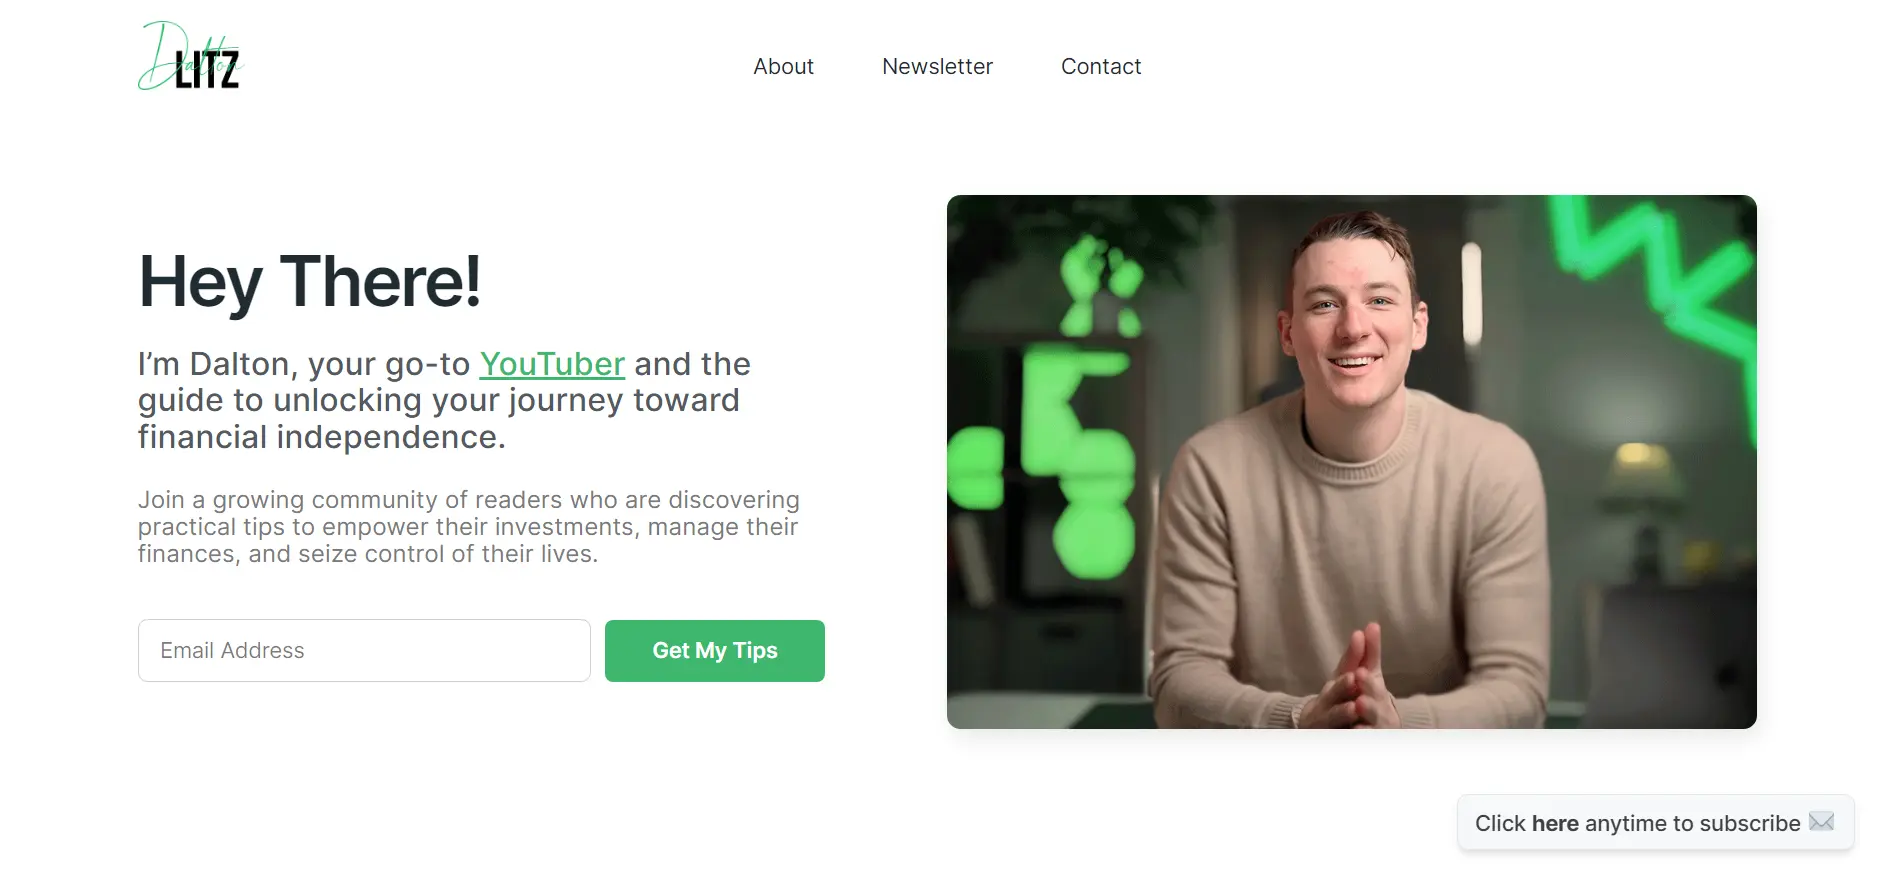 Dalton
LITZ
About
Newsletter
Contact
Hey There!
I’m Dalton, your go-to YouTuber and the
guide to unlocking your journey toward
financial independence.
Join a growing community of readers who are discovering
practical tips to empower their investments, manage their
finances, and seize control of their lives.
Email Address
Get My Tips
Click here anytime to subscribe